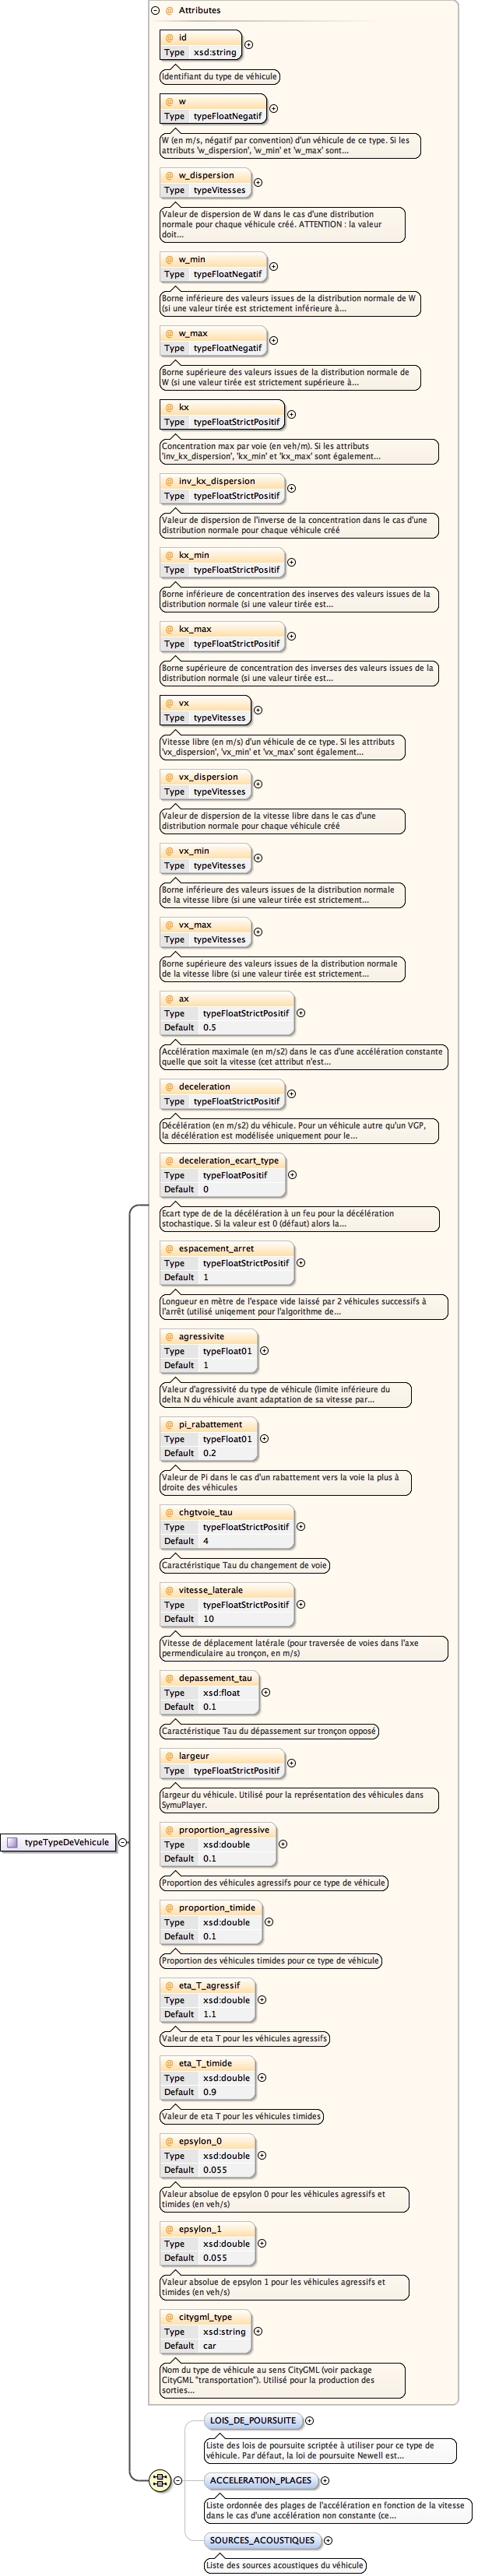 @ Attributes
@ id
Type xsd:string
Identifiant du type de véhicule
@ w
Type typeFloatNegatif
W (en m/s, négatif par convention) d'un véhicule de ce type. Si les
attributs 'w_dispersion', 'w_min' et 'w_max' sont...
@ w_dispersion
Type typeVitesses
Valeur de dispersion de W dans le cas d'une distribution
normale pour chaque véhicule créé. ATTENTION : la valeur
doit...
@ w_min
Type typeFloatNegatif
Borne inférieure des valeurs issues de la distribution normale de W
(si une valeur tirée est strictement inférieure à...
@ w_max
Type typeFloatNegatif
Borne supérieure des valeurs issues de la distribution normale de
W (si une valeur tirée est strictement supérieure à...
@ kx
Type typeFloatStrictPositif
Concentration max par voie (en veh/m). Si les attributs
'inv_kx_dispersion', 'kx_min' et 'kx_max' sont également...
@ inv_kx_dispersion
Type typeFloatStrictPositif
Valeur de dispersion de l'inverse de la concentration dans le cas d'une
distribution normale pour chaque véhicule créé
@ kx_min
Type typeFloatStrictPositif
Borne inférieure de concentration des inserves des valeurs issues de la
distribution normale (si une valeur tirée est...
@ kx_max
Type typeFloatStrictPositif
Borne supérieure de concentration des inverses des valeurs issues de la
distribution normale (si une valeur tirée est...
@ vx
Type typeVitesses
Vitesse libre (en m/s) d'un véhicule de ce type. Si les attributs
'vx_dispersion', 'vx_min' et 'vx_max' sont également...
@ vx_dispersion
Type typeVitesses
Valeur de dispersion de la vitesse libre dans le cas d'une
distribution normale pour chaque véhicule créé
@ vx_min
Type typeVitesses
Borne inférieure des valeurs issues de la distribution normale
de la vitesse libre (si une valeur tirée est strictement...
@ vx_max
Type typeVitesses
Borne supérieure des valeurs issues de la distribution normale
de la vitesse libre (si une valeur tirée est strictement...
@ ax
Type typeFloatStrictPositif
Default 0.5
Accélération maximale (en m/s2) dans le cas d'une accélération constante
quelle que soit la vitesse (cet attribut n'est...
@ deceleration
Type typeFloatStrictPositif
Décélération (en m/s2) du véhicule. Pour un véhicule autre qu'un VGP,
la décélération est modélisée uniquement pour le...
@ deceleration_ecart_type
Type typeFloatPositif
Default 0
Ecart type de de la décélération à un feu pour la décélération
stochastique. Si la valeur est 0 (défaut) alors la...
@ espacement_arret
Type typeFloatStrictPositif
Default 1
Longueur en mètre de l'espace vide laissé par 2 véhicules successifs à
l'arrêt (utilisé uniqement pour l'algorithme de...
@ agressivite
Type typeFloat01
Default 1
Valeur d'agressivité du type de véhicule (limite inférieure du
delta N du véhicule avant adaptation de sa vitesse par...
@ pi_rabattement
Type typeFloat01
Default 0.2
Valeur de Pi dans le cas d'un rabattement vers la voie la plus à
droite des véhicules
@ chgtvoie_tau
Type typeFloatStrictPositif
Default 4
Caractéristique Tau du changement de voie
@ vitesse_laterale
Type typeFloatStrictPositif
Default 10
Vitesse de déplacement latérale (pour traversée de voies dans l'axe
permendiculaire au tronçon, en m/s)
@ depassement_tau
Type xsd:float
Default 0.1
Caractéristique Tau du dépassement sur tronçon opposé
@ largeur
Type typeFloatStrictPositif
largeur du véhicule. Utilisé pour la représentation des véhicules dans
SymuPlayer.
@ proportion_agressive
Type xsd:double
Default 0.1
Proportion des véhicules agressifs pour ce type de véhicule
@ proportion_timide
Type xsd:double
Default 0.1
Proportion des véhicules timides pour ce type de véhicule
@ eta_T_agressif
Type xsd:double
Default 1.1
Valeur de eta T pour les véhicules agressifs
@ eta_T_timide
Type xsd:double
Default 0.9
Valeur de eta T pour les véhicules timides
@ epsylon_0
Type xsd:double
Default 0.055
Valeur absolue de epsylon 0 pour les véhicules agressifs et
timides (en veh/s)
@ epsylon_1
Type xsd:double
Default 0.055
Valeur absolue de epsylon 1 pour les véhicules agressifs et
timides (en veh/s)
@ citygml_type
Type xsd:string
Default car
Nom du type de véhicule au sens CityGML (voir package
CityGML "transportation"). Utilisé pour la production des
sorties...
typeTypeDeVehicule
LOIS_DE_POURSUITE
Liste des lois de poursuite scriptée à utiliser pour ce type de
véhicule. Par défaut, la loi de poursuite Newell est...
ACCELERATION_PLAGES
Liste ordonnée des plages de l'accélération en fonction de la vitesse
dans le cas d'une accélération non constante (ce...
SOURCES_ACOUSTIQUES
Liste des sources acoustiques du véhicule